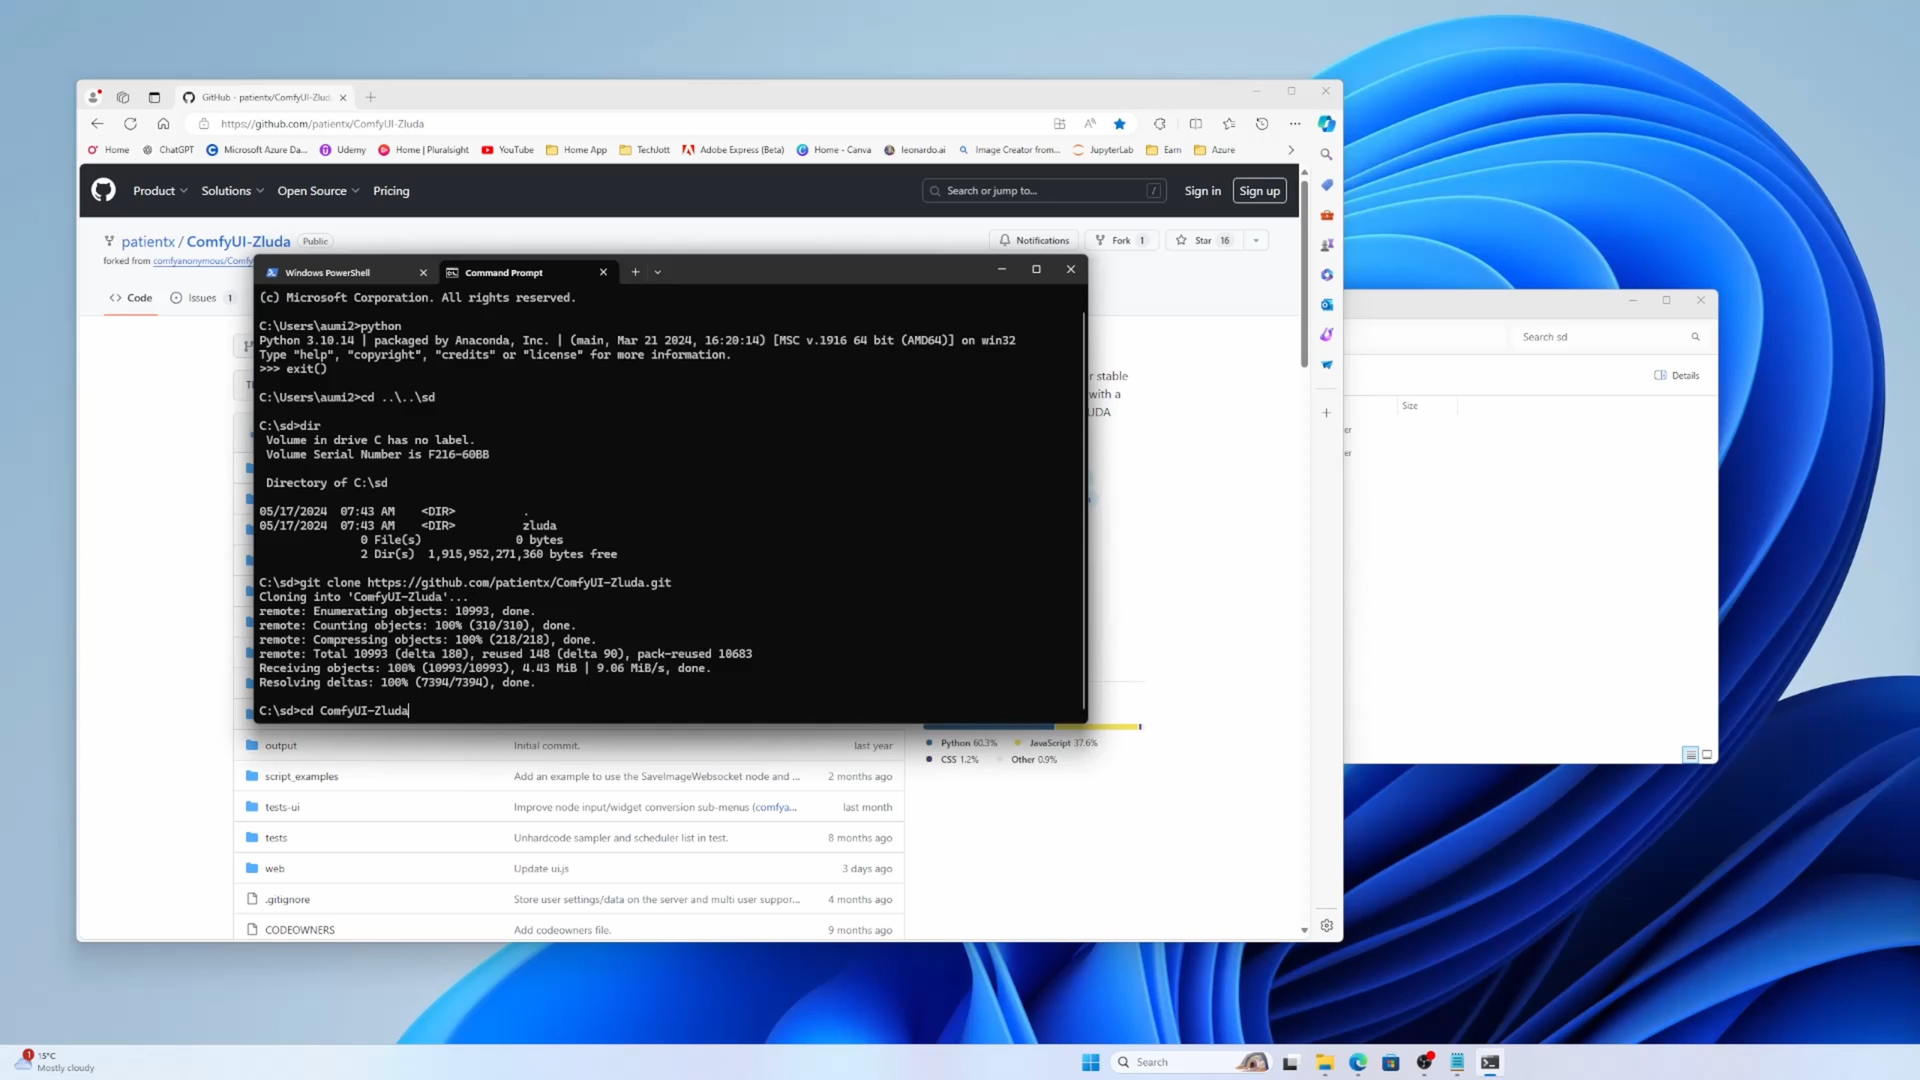 GitHub - patientx/ComfyUI-Zluda
https://github.com/patientx/ComfyUI-Zluda
Home ChatGPT Microsoft Azure Da... Udemy Home | Pluralsight YouTube Home App TechJott Adobe Express (Beta) Home - Canva leonardo.ai Image Creator from... JupyterLab Earn Azure
Product Solutions Open Source Pricing Search or jump to... / Sign in Sign up
patientx / ComfyUI-Zluda Public Notifications Fork 1 Star 16
forked from comfyanonymous/Comfy
Code Issues 1
Windows PowerShell Command Prompt
(c) Microsoft Corporation. All rights reserved.
C:\Users\aumi2>python
Python 3.10.14 | packaged by Anaconda, Inc. | (main, Mar 21 2024, 16:20:14) [MSC v.1916 64 bit (AMD64)] on win32
Type "help", "copyright", "credits" or "license" for more information.
>>> exit()
C:\Users\aumi2>cd ..\..\sd
C:\sd>dir
Volume in drive C has no label.
Volume Serial Number is F216-60BB
Directory of C:\sd
05/17/2024 07:43 AM <DIR> .
05/17/2024 07:43 AM <DIR> zluda
0 File(s) 0 bytes
2 Dir(s) 1,915,952,271,360 bytes free
C:\sd>git clone https://github.com/patientx/ComfyUI-Zluda.git
Cloning into 'ComfyUI-Zluda'...
remote: Enumerating objects: 10993, done.
remote: Counting objects: 100% (310/310), done.
remote: Compressing objects: 100% (218/218), done.
remote: Total 10993 (delta 180), reused 148 (delta 90), pack-reused 10683
Receiving objects: 100% (10993/10993), 4.43 MiB | 9.06 MiB/s, done.
Resolving deltas: 100% (7394/7394), done.
C:\sd>cd ComfyUI-Zluda
r stable
with a
UDA
Python 60.3% JavaScript 37.6%
CSS 1.2% Other 0.9%
output Initial commit. last year
script_examples Add an example to use the SaveImageWebsocket node and ... 2 months ago
tests-ui Improve node input/widget conversion sub-menus (comfya... last month
tests Unhardcode sampler and scheduler list in test. 8 months ago
web Update ui.js 3 days ago
.gitignore Store user settings/data on the server and multi user suppor... 4 months ago
CODEOWNERS Add codeowners file. 9 months ago
Search sd
Details
Size
er
er
1
15°C
Mostly cloudy
Search